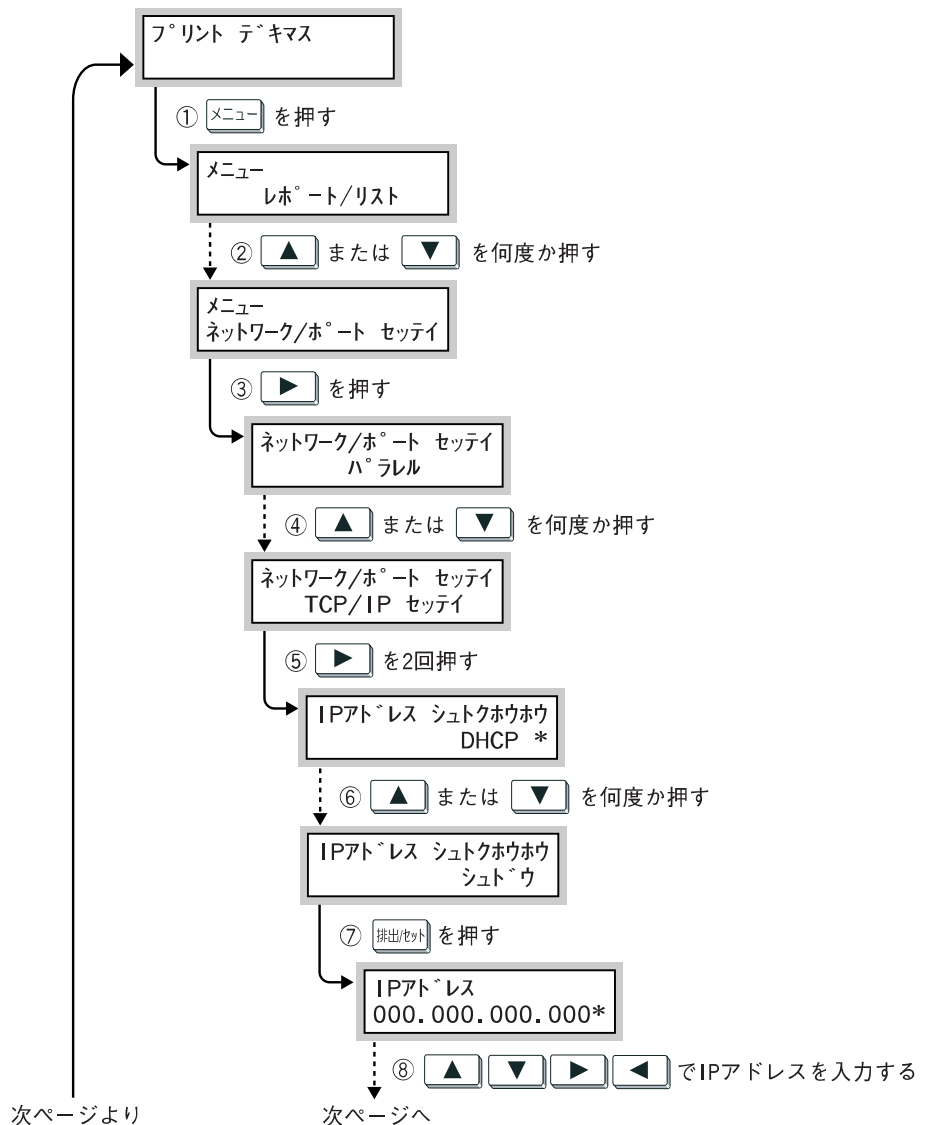 プリント デキマス
① メニュー を押す
メニュー
レポート/リスト
② ▲ または ▼ を何度か押す
メニュー
ネットワーク/ポート セッテイ
③ ▶ を押す
ネットワーク/ポート セッテイ
パラレル
④ ▲ または ▼ を何度か押す
ネットワーク/ポート セッテイ
TCP/IP セッテイ
⑤ ▶ を2回押す
IPアドレス シュトクホウホウ
DHCP *
⑥ ▲ または ▼ を何度か押す
IPアドレス シュトクホウホウ
シュドウ
⑦ 排出/セット を押す
IPアドレス
000.000.000.000*
⑧ ▲ ▼ ▶ ◀ でIPアドレスを入力する
次ページより 次ページへ